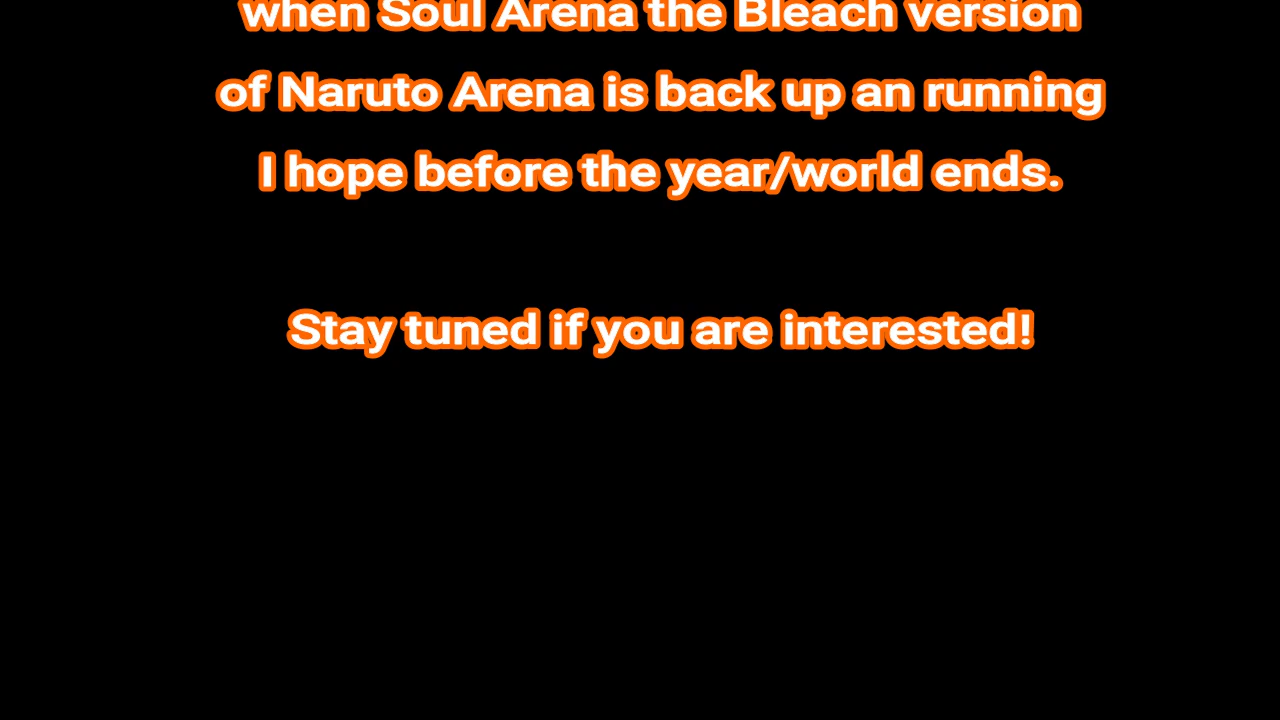 when Soul Arena the Bleach version
of Naruto Arena is back up an running
I hope before the year/world ends.
Stay tuned if you are interested!